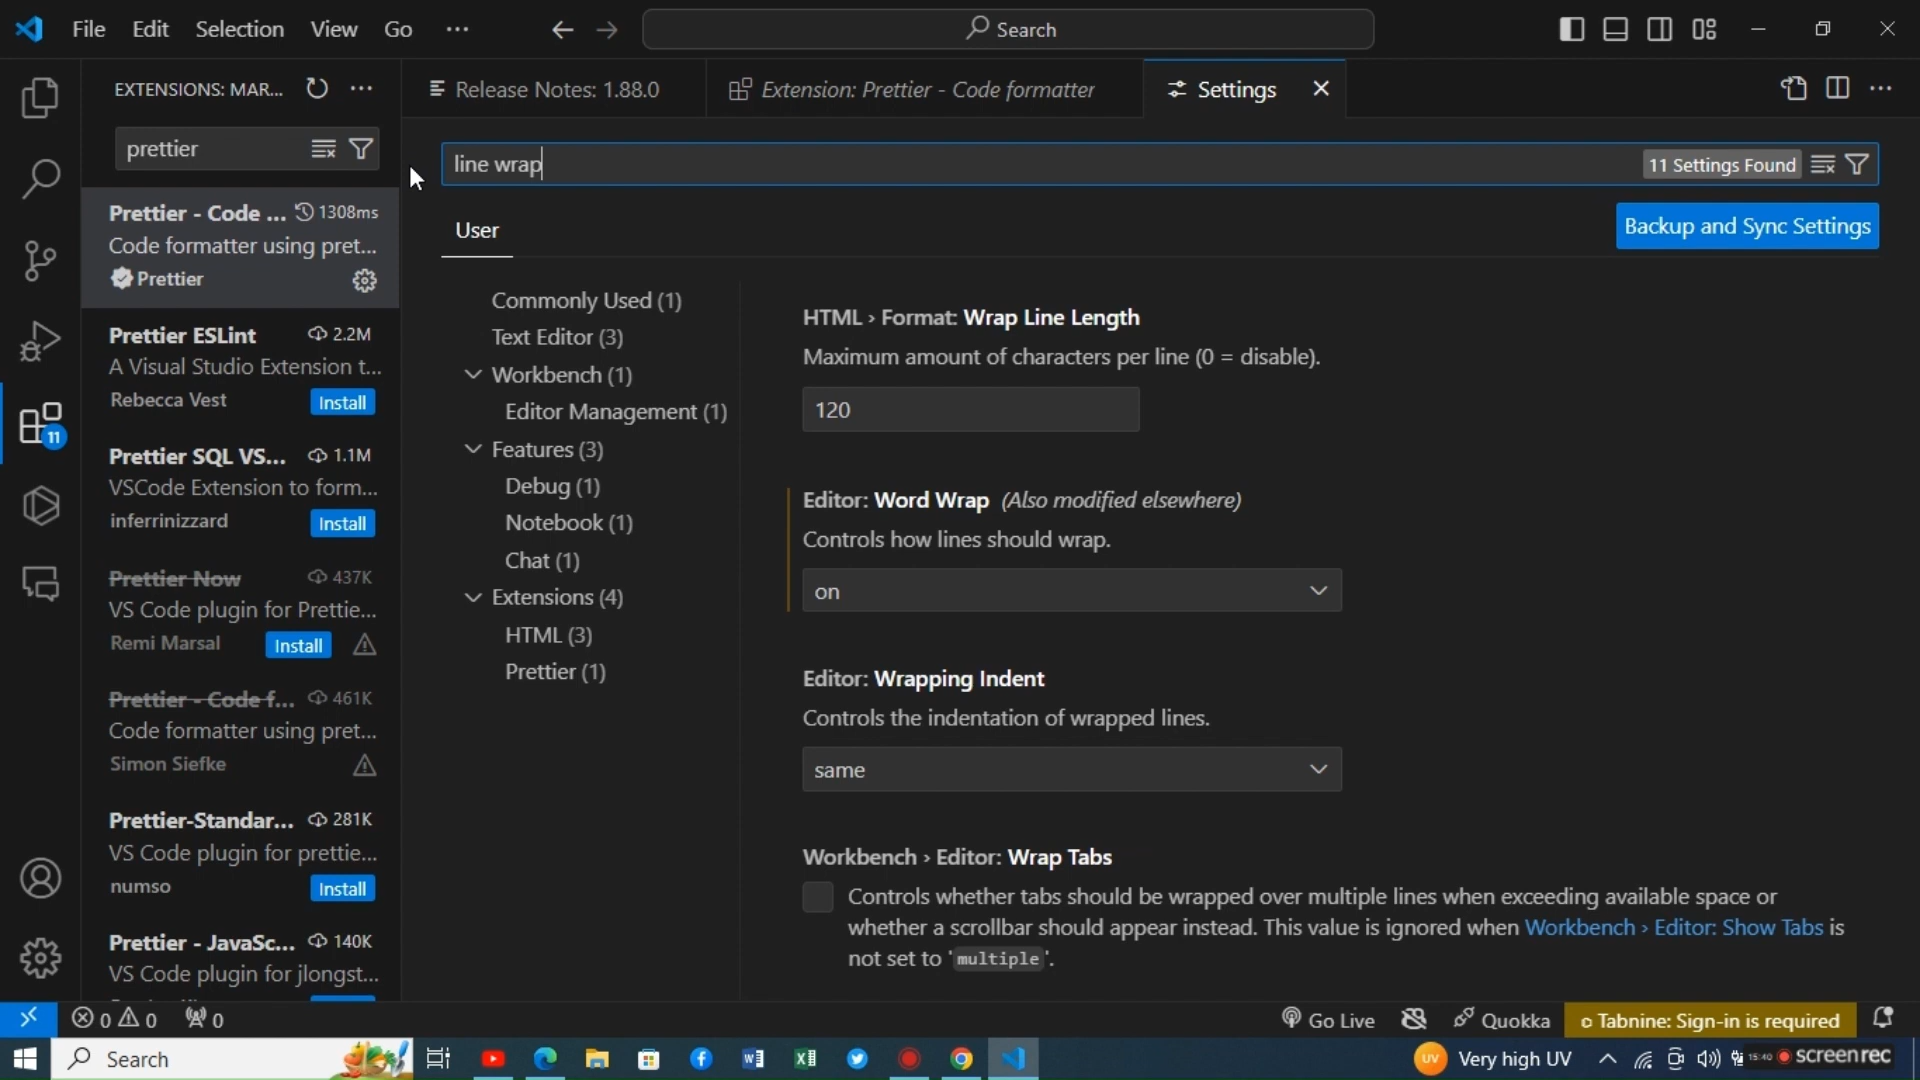 File Edit Selection View Go ··· Search
EXTENSIONS: MAR...
prettier
Prettier - Code ... 1308ms
Code formatter using pret...
Prettier
Prettier ESLint 2.2M
A Visual Studio Extension t...
Rebecca Vest Install
Prettier SQL VS... 1.1M
VSCode Extension to form...
inferrinizzard Install
Prettier Now 437K
VS Code plugin for Prettie...
Remi Marsal Install
Prettier - Code f... 461K
Code formatter using pret...
Simon Siefke
Prettier-Standar... 281K
VS Code plugin for prettie...
numso Install
Prettier - JavaSc... 140K
VS Code plugin for jlongst...
11
Release Notes: 1.88.0 Extension: Prettier - Code formatter Settings
line wrap 11 Settings Found
User Backup and Sync Settings
Commonly Used (1)
Text Editor (3)
Workbench (1)
Editor Management (1)
Features (3)
Debug (1)
Notebook (1)
Chat (1)
Extensions (4)
HTML (3)
Prettier (1)
HTML › Format: Wrap Line Length
Maximum amount of characters per line (0 = disable).
120
Editor: Word Wrap (Also modified elsewhere)
Controls how lines should wrap.
on
Editor: Wrapping Indent
Controls the indentation of wrapped lines.
same
Workbench › Editor: Wrap Tabs
Controls whether tabs should be wrapped over multiple lines when exceeding available space or
whether a scrollbar should appear instead. This value is ignored when Workbench › Editor: Show Tabs is
not set to 'multiple'.
0 0 0 Go Live Quokka Tabnine: Sign-in is required
Search UV Very high UV 15:40 screenrec